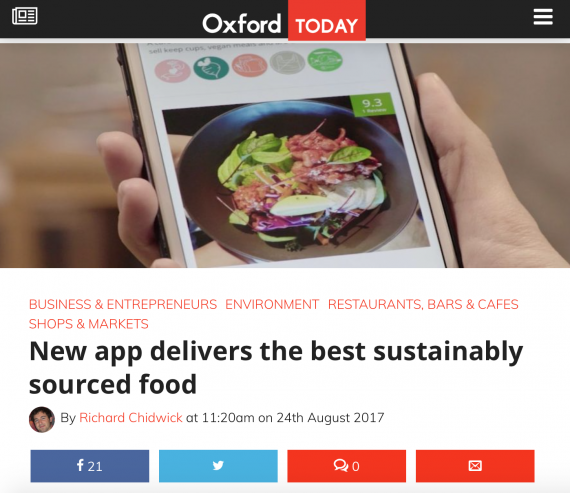 Oxford TODAY
sell keep cups, vegan meals and
9.3
1 Review
BUSINESS & ENTREPRENEURS ENVIRONMENT RESTAURANTS, BARS & CAFES
SHOPS & MARKETS
New app delivers the best sustainably
sourced food
By Richard Chidwick at 11:20am on 24th August 2017
21
0